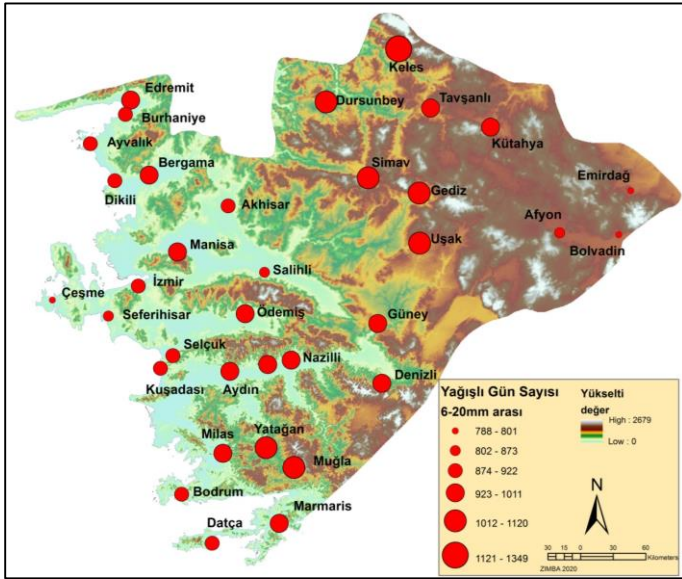 Keles
Edremit
Dursunbey
Tavşanlı
Burhaniye
Kütahya
Ayvalık
Bergama
Simav
Emirdağ
Dikili
Gediz
Akhisar
Afyon
Uşak
Bolvadin
Manisa
Salihli
Çeşme
İzmir
Seferihisar
Ödemiş
Güney
Selçuk
Nazilli
Kuşadası
Aydın
Denizli
Yatağan
Milas
Muğla
Bodrum
Marmaris
Datça
Yağışlı Gün Sayısı
6-20mm arası
788 - 801
802 - 873
874 - 922
923 - 1011
1012 - 1120
1121 - 1349
Yükselti
değer
High : 2679
Low : 0
N
30 15 0 30 60
Kilometers
ZIMBA 2020